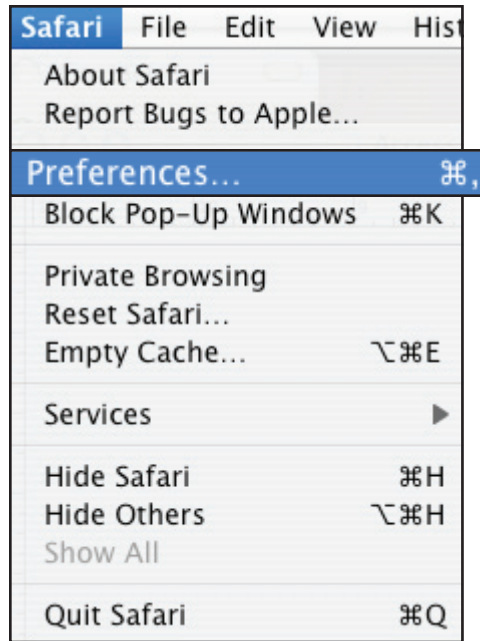 Safari File Edit View Hist
About Safari
Report Bugs to Apple...
Preferences... ⌘,
Block Pop-Up Windows ⌘K
Private Browsing
Reset Safari...
Empty Cache... ⌥⌘E
Services ▶
Hide Safari ⌘H
Hide Others ⌥⌘H
Show All
Quit Safari ⌘Q